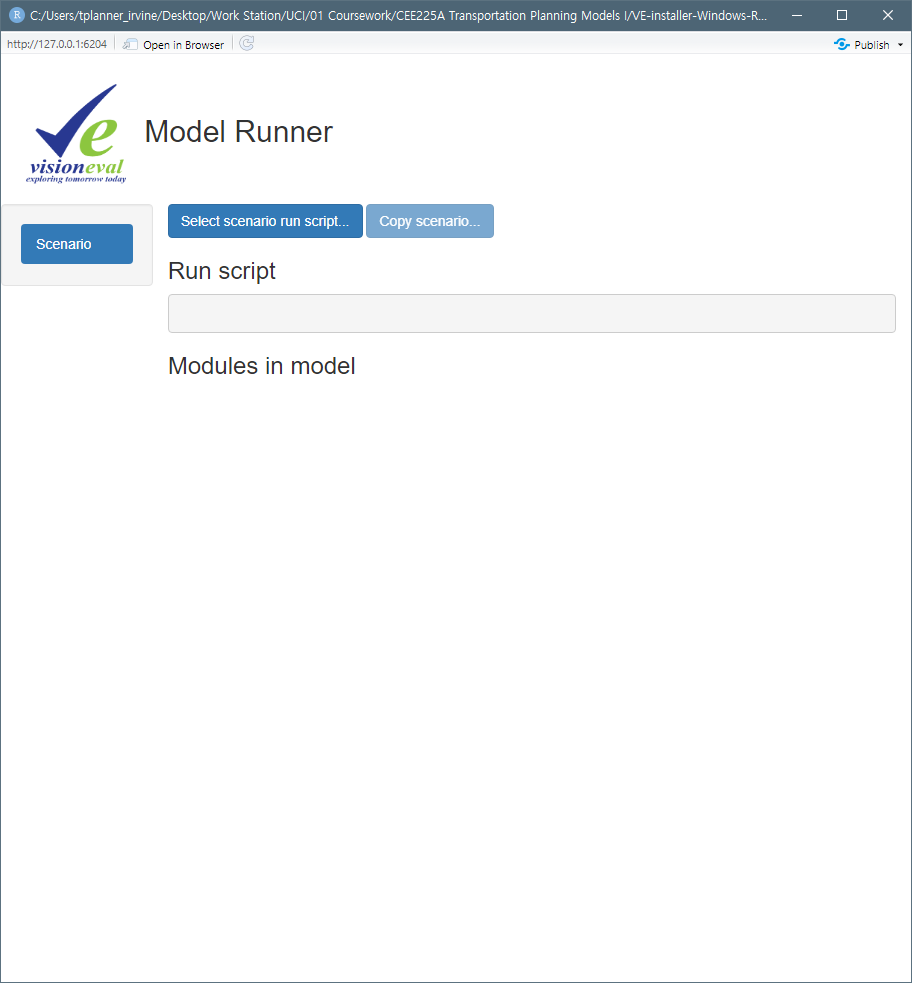 R C:/Users/tplanner_irvine/Desktop/Work Station/UCI/01 Coursework/CEE225A Transportation Planning Models I/VE-installer-Windows-R...
http://127.0.0.1:6204 Open in Browser Publish
Ve
visioneval
exploring tomorrow today
Model Runner
Scenario
Select scenario run script... Copy scenario...
Run script
Modules in model